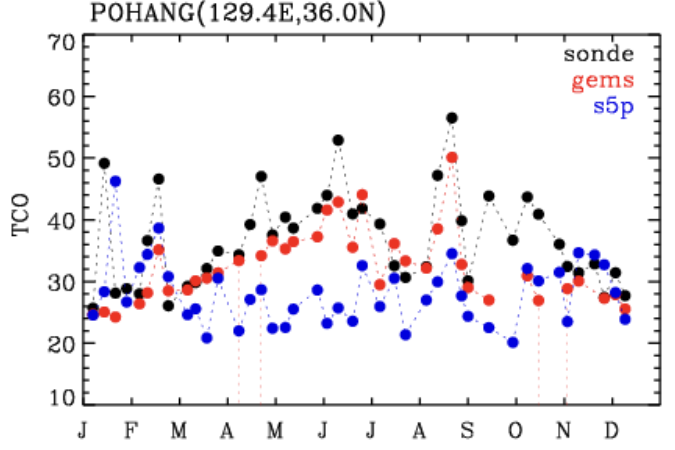 POHANG(129.4E,36.0N)
70
60
50
40
30
20
10
TCO
sonde
gems
s5p
J F M A M J J A S O N D